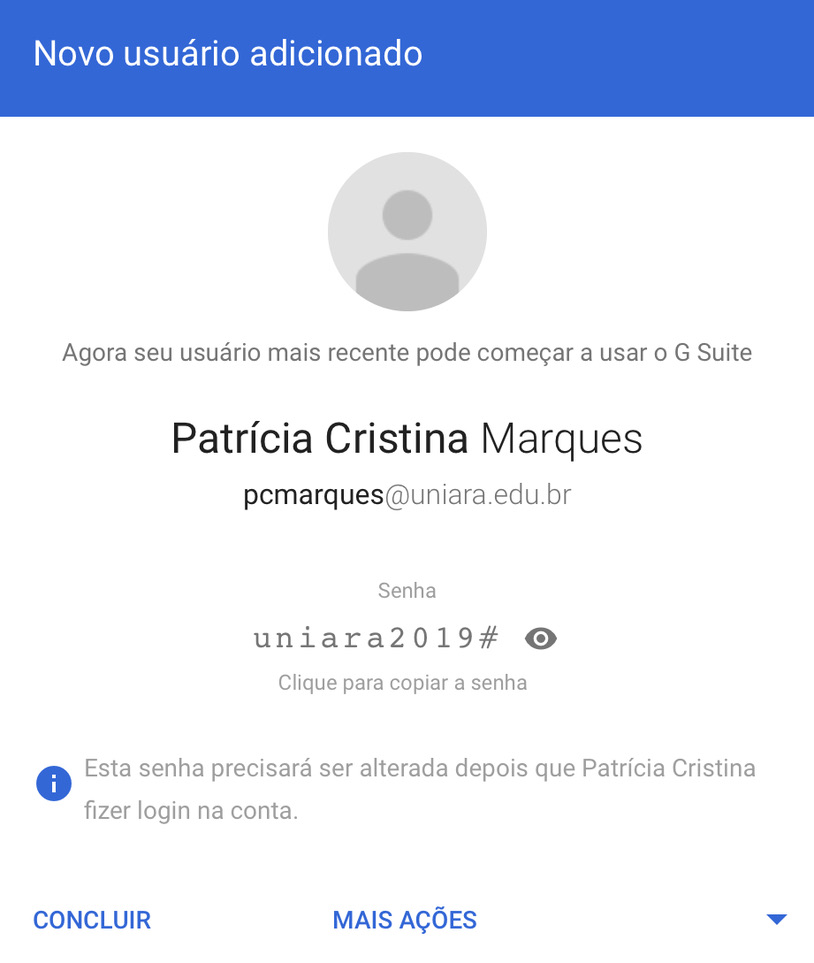 Novo usuário adicionado
Agora seu usuário mais recente pode começar a usar o G Suite
Patrícia Cristina Marques
pcmarques@uniara.edu.br
Senha
uniara2019#
Clique para copiar a senha
Esta senha precisará ser alterada depois que Patrícia Cristina
fizer login na conta.
CONCLUIR MAIS AÇÕES